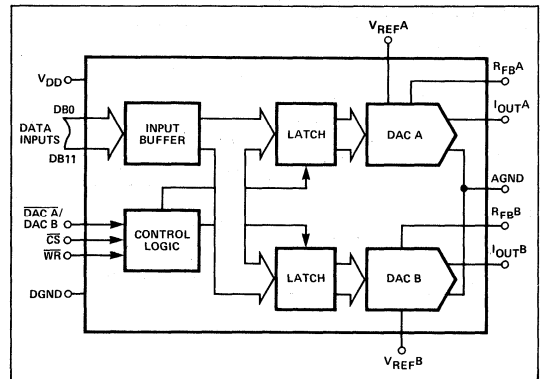 VREFA
RFBA
VDD
IOUTA
DB0
DATA INPUTS
INPUT BUFFER
LATCH
DAC A
DB11
AGND
DAC A/
DAC B
CS
WR
CONTROL LOGIC
RFBB
IOUTB
LATCH
DAC B
DGND
VREFB